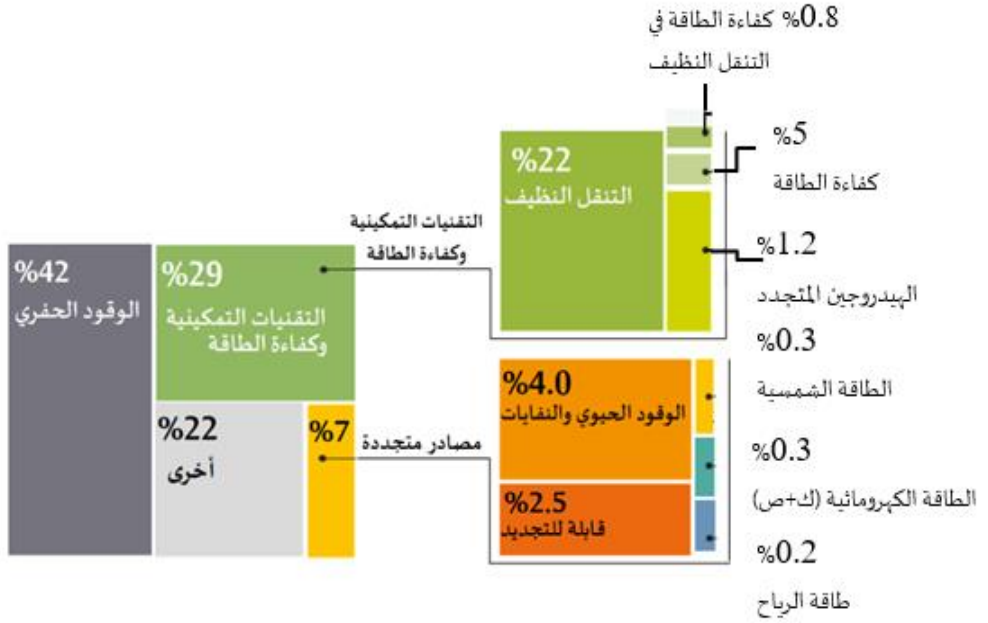 %0.8 كفاءة الطاقة في
التنقل النظيف
%5
كفاءة الطاقة
%1.2
الهيدروجين المتجدد
%22
التنقل النظيف
التقنيات التمكينية
وكفاءة الطاقة
%42
الوقود الحفري
%29
التقنيات التمكينية
وكفاءة الطاقة
%22
أخرى
%7
مصادر متجددة
%0.3
الطاقة الشمسية
%4.0
الوقود الحيوي والنفايات
%0.3
الطاقة الكهرومائية (ك+ص)
%2.5
قابلة للتجديد
%0.2
طاقة الرياح